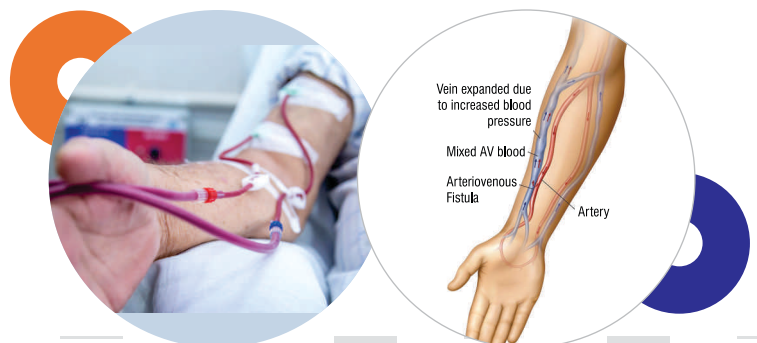 Vein expanded due
to increased blood
pressure
Mixed AV blood
Arteriovenous
Fistula
Artery